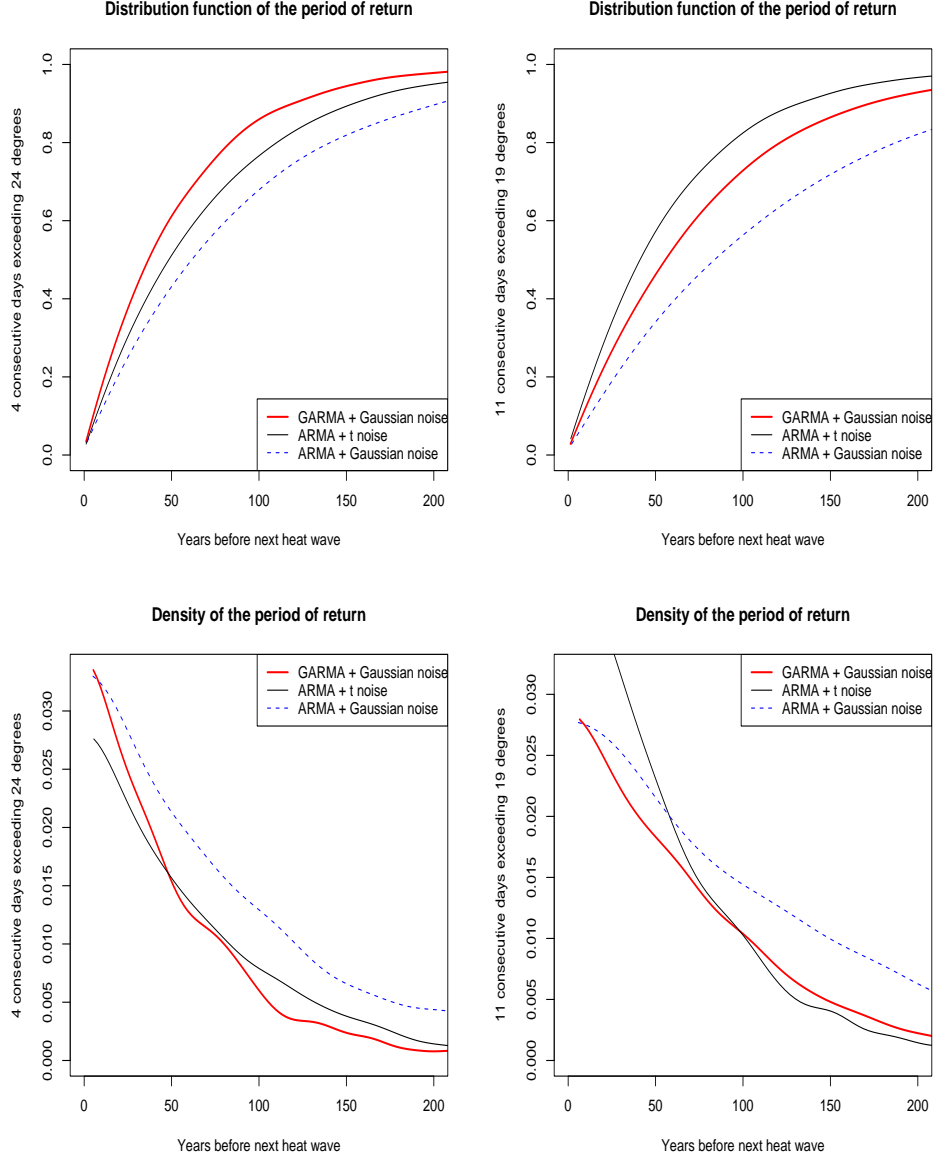 Distribution function of the period of return
4 consecutive days exceeding 24 degrees
1.0
0.8
0.6
0.4
0.2
0.0
GARMA + Gaussian noise
ARMA + t noise
ARMA + Gaussian noise
0 50 100 150 200
Years before next heat wave
Distribution function of the period of return
11 consecutive days exceeding 19 degrees
1.0
0.8
0.6
0.4
0.2
0.0
GARMA + Gaussian noise
ARMA + t noise
ARMA + Gaussian noise
0 50 100 150 200
Years before next heat wave
Density of the period of return
4 consecutive days exceeding 24 degrees
0.030
0.025
0.020
0.015
0.010
0.005
0.000
GARMA + Gaussian noise
ARMA + t noise
ARMA + Gaussian noise
0 50 100 150 200
Years before next heat wave
Density of the period of return
11 consecutive days exceeding 19 degrees
0.030
0.025
0.020
0.015
0.010
0.005
0.000
GARMA + Gaussian noise
ARMA + t noise
ARMA + Gaussian noise
0 50 100 150 200
Years before next heat wave